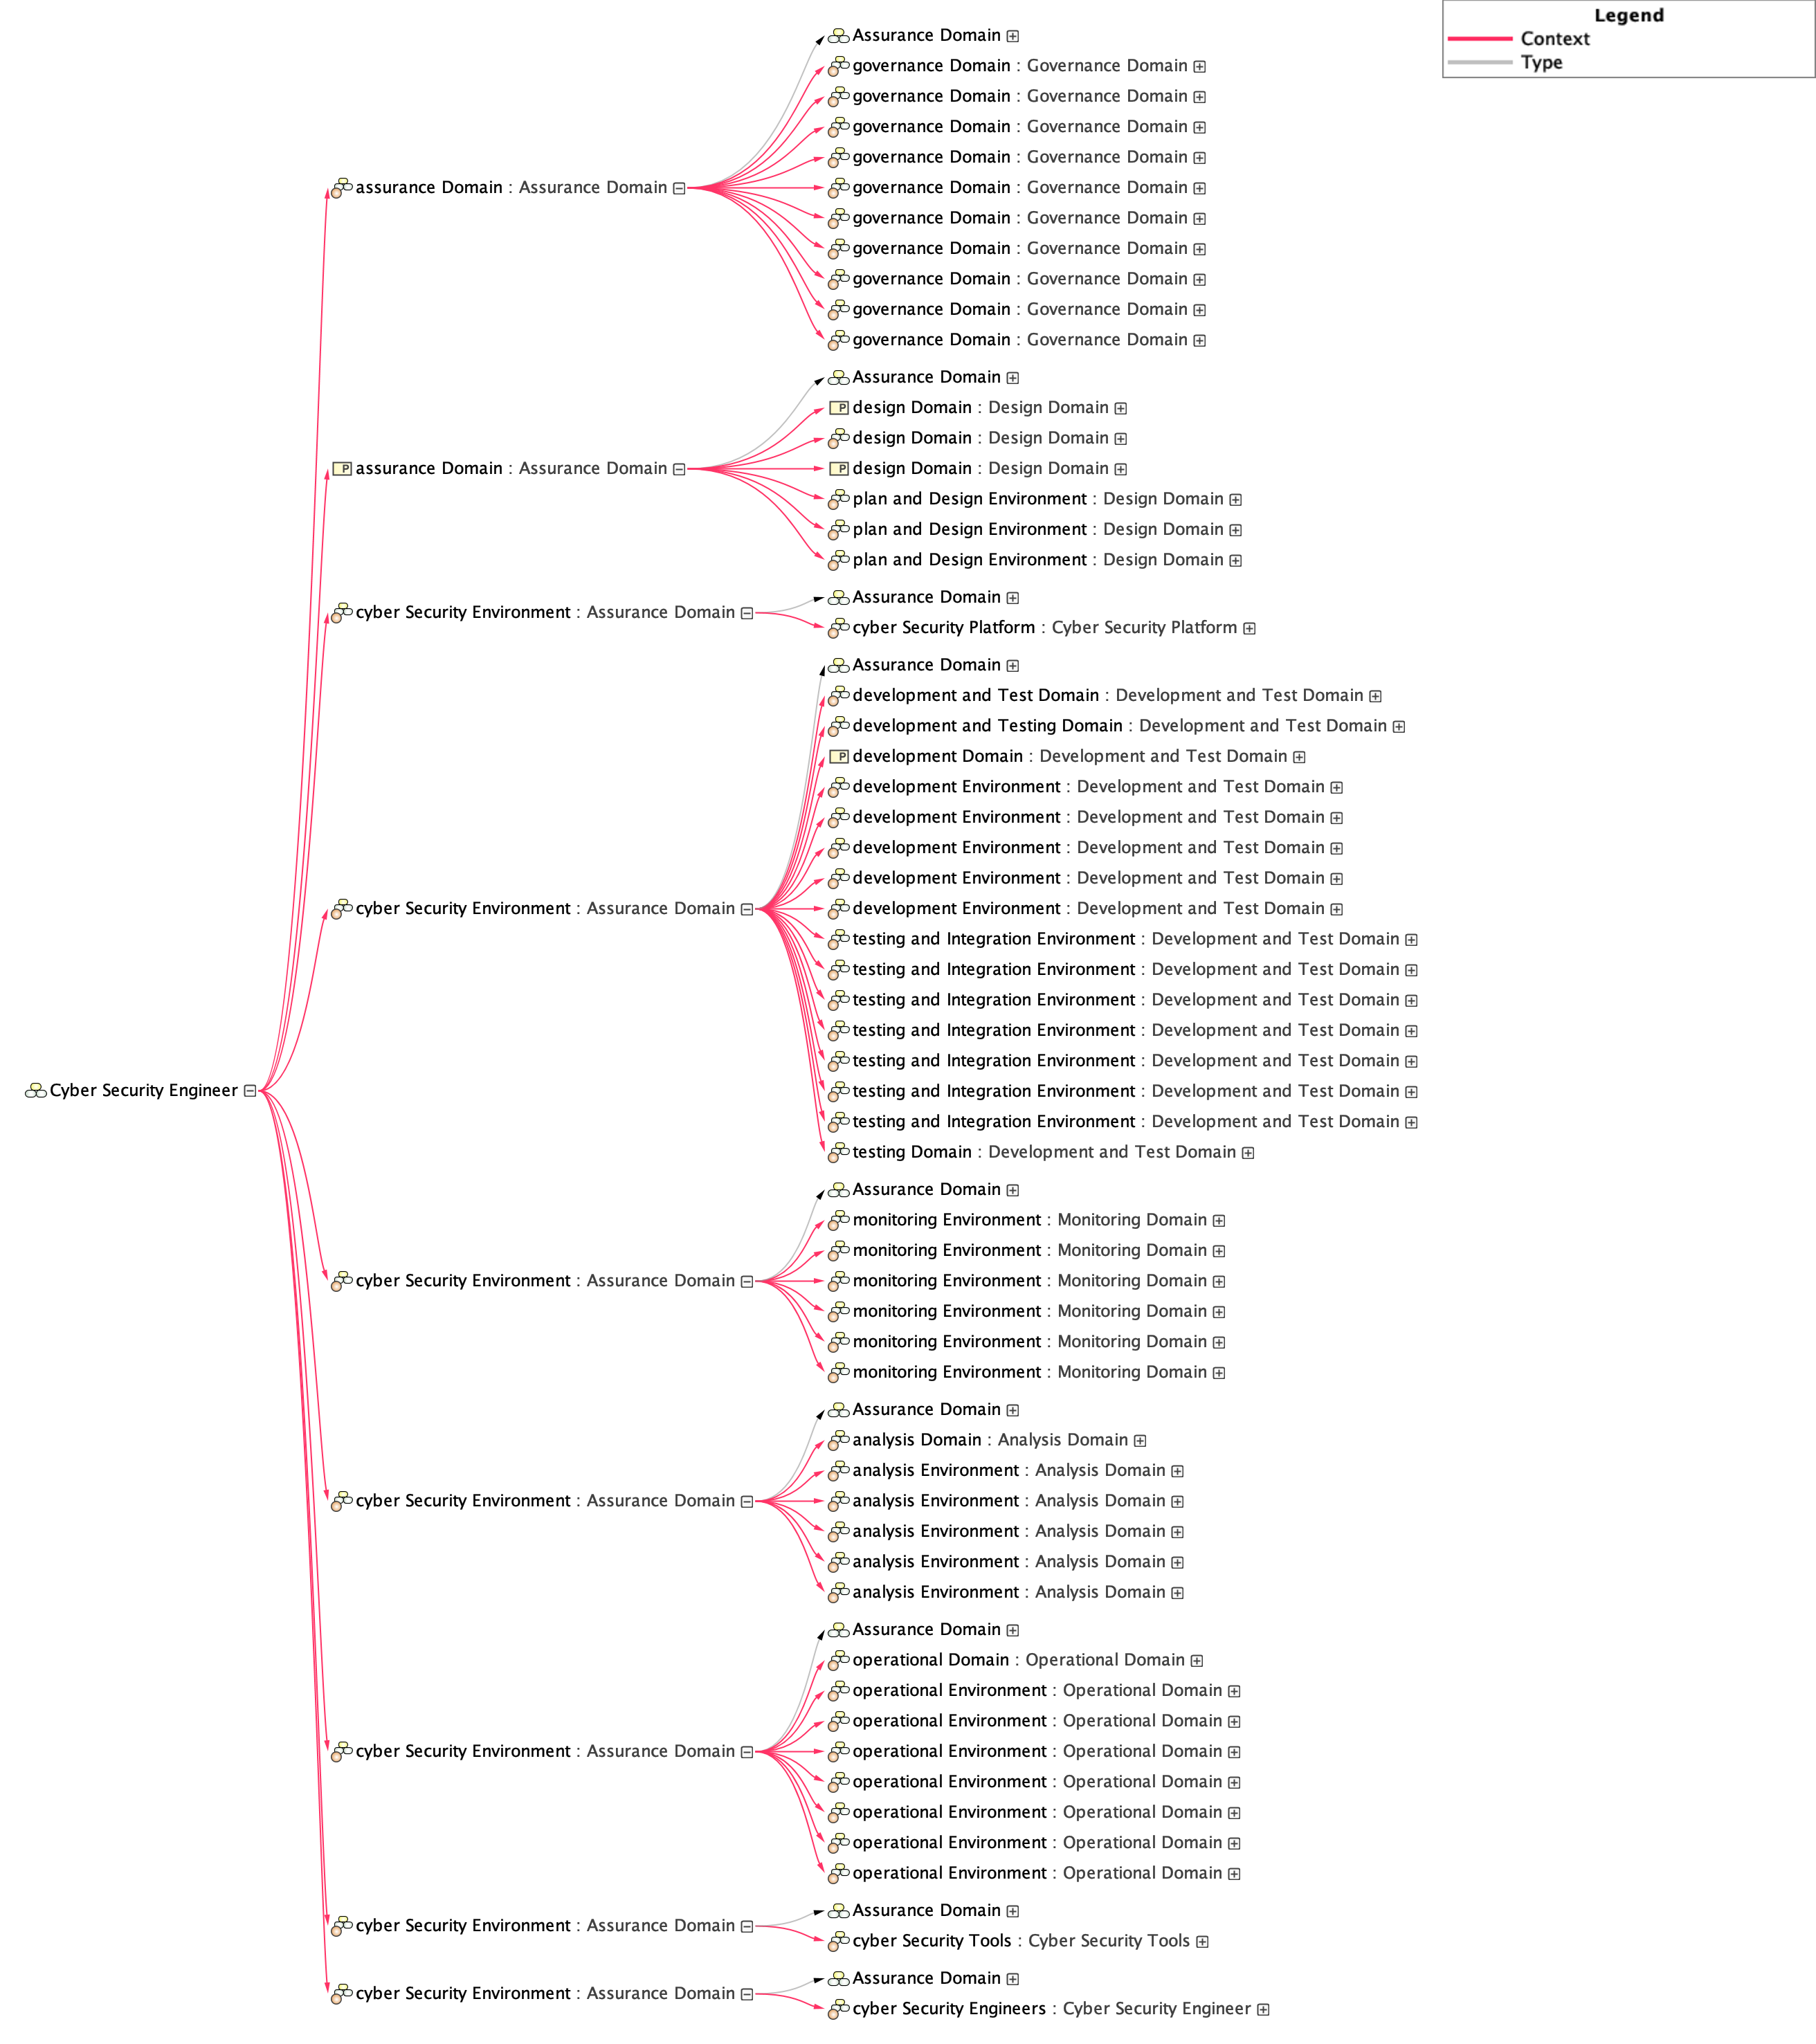 Legend
Context
Type
Assurance Domain
governance Domain : Governance Domain
governance Domain : Governance Domain
governance Domain : Governance Domain
governance Domain : Governance Domain
assurance Domain : Assurance Domain
governance Domain : Governance Domain
governance Domain : Governance Domain
governance Domain : Governance Domain
governance Domain : Governance Domain
governance Domain : Governance Domain
governance Domain : Governance Domain
Assurance Domain
P design Domain : Design Domain
design Domain : Design Domain
P assurance Domain : Assurance Domain
P design Domain : Design Domain
plan and Design Environment : Design Domain
plan and Design Environment : Design Domain
plan and Design Environment : Design Domain
Assurance Domain
cyber Security Environment : Assurance Domain
cyber Security Platform : Cyber Security Platform
Assurance Domain
development and Test Domain : Development and Test Domain
development and Testing Domain : Development and Test Domain
P development Domain : Development and Test Domain
development Environment : Development and Test Domain
development Environment : Development and Test Domain
development Environment : Development and Test Domain
development Environment : Development and Test Domain
cyber Security Environment : Assurance Domain
development Environment : Development and Test Domain
testing and Integration Environment : Development and Test Domain
testing and Integration Environment : Development and Test Domain
testing and Integration Environment : Development and Test Domain
testing and Integration Environment : Development and Test Domain
testing and Integration Environment : Development and Test Domain
Cyber Security Engineer
testing and Integration Environment : Development and Test Domain
testing and Integration Environment : Development and Test Domain
testing Domain : Development and Test Domain
Assurance Domain
monitoring Environment : Monitoring Domain
monitoring Environment : Monitoring Domain
cyber Security Environment : Assurance Domain
monitoring Environment : Monitoring Domain
monitoring Environment : Monitoring Domain
monitoring Environment : Monitoring Domain
monitoring Environment : Monitoring Domain
Assurance Domain
analysis Domain : Analysis Domain
analysis Environment : Analysis Domain
cyber Security Environment : Assurance Domain
analysis Environment : Analysis Domain
analysis Environment : Analysis Domain
analysis Environment : Analysis Domain
analysis Environment : Analysis Domain
Assurance Domain
operational Domain : Operational Domain
operational Environment : Operational Domain
operational Environment : Operational Domain
cyber Security Environment : Assurance Domain
operational Environment : Operational Domain
operational Environment : Operational Domain
operational Environment : Operational Domain
operational Environment : Operational Domain
operational Environment : Operational Domain
Assurance Domain
cyber Security Environment : Assurance Domain
cyber Security Tools : Cyber Security Tools
Assurance Domain
cyber Security Environment : Assurance Domain
cyber Security Engineers : Cyber Security Engineer